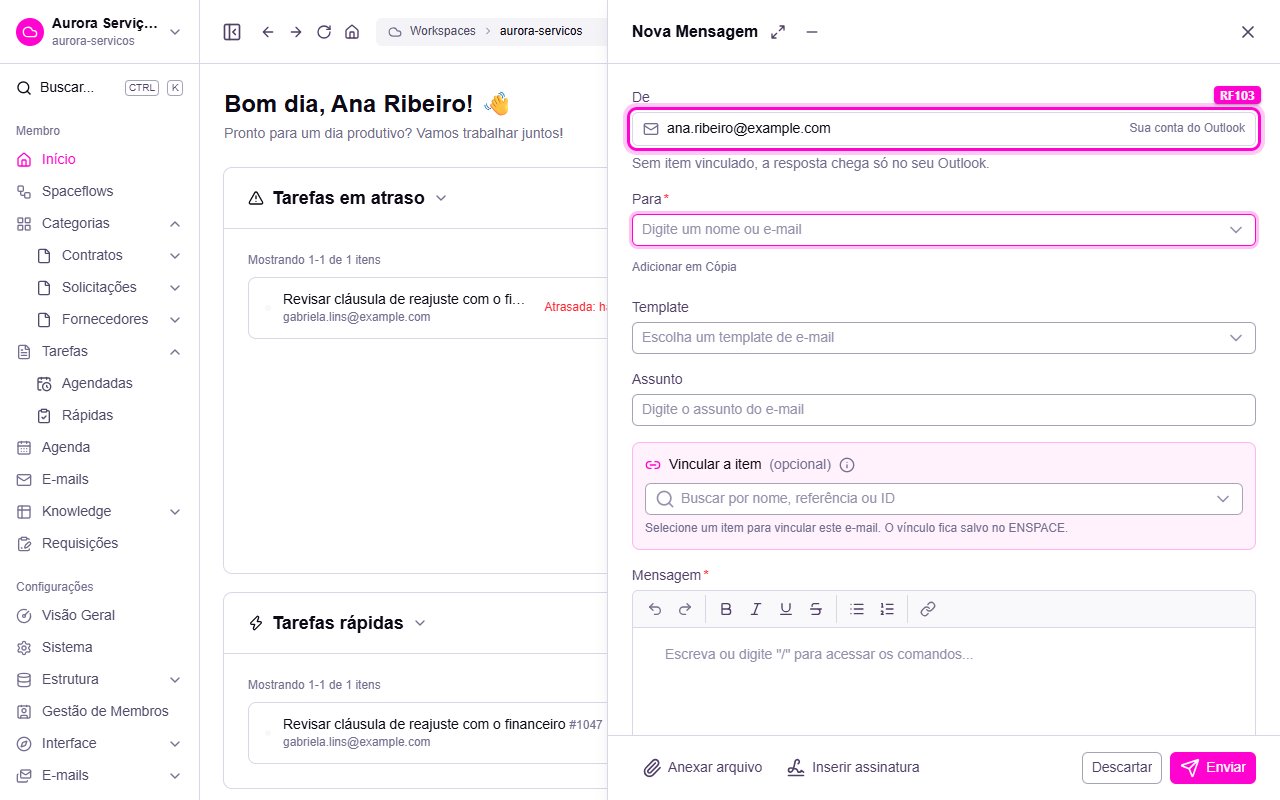 Aurora Serviç...
aurora-servicos
Buscar...
CTRL K
Membro
Início
Spaceflows
Categorias
Contratos
Solicitações
Fornecedores
Tarefas
Agendadas
Rápidas
Agenda
E-mails
Knowledge
Requisições
Configurações
Visão Geral
Sistema
Estrutura
Gestão de Membros
Interface
E-mails
Workspaces > aurora-servicos
Bom dia, Ana Ribeiro! 👋
Pronto para um dia produtivo? Vamos trabalhar juntos!
Tarefas em atraso
Mostrando 1-1 de 1 itens
Revisar cláusula de reajuste com o fi...
Atrasada: h
gabriela.lins@example.com
Tarefas rápidas
Mostrando 1-1 de 1 itens
Revisar cláusula de reajuste com o financeiro #1047
gabriela.lins@example.com
Nova Mensagem
De
RF103
ana.ribeiro@example.com
Sua conta do Outlook
Sem item vinculado, a resposta chega só no seu Outlook.
Para*
Digite um nome ou e-mail
Adicionar em Cópia
Template
Escolha um template de e-mail
Assunto
Digite o assunto do e-mail
Vincular a item (opcional)
Buscar por nome, referência ou ID
Selecione um item para vincular este e-mail. O vínculo fica salvo no ENSPACE.
Mensagem*
B I U S
Escreva ou digite "/" para acessar os comandos...
Anexar arquivo
Inserir assinatura
Descartar
Enviar